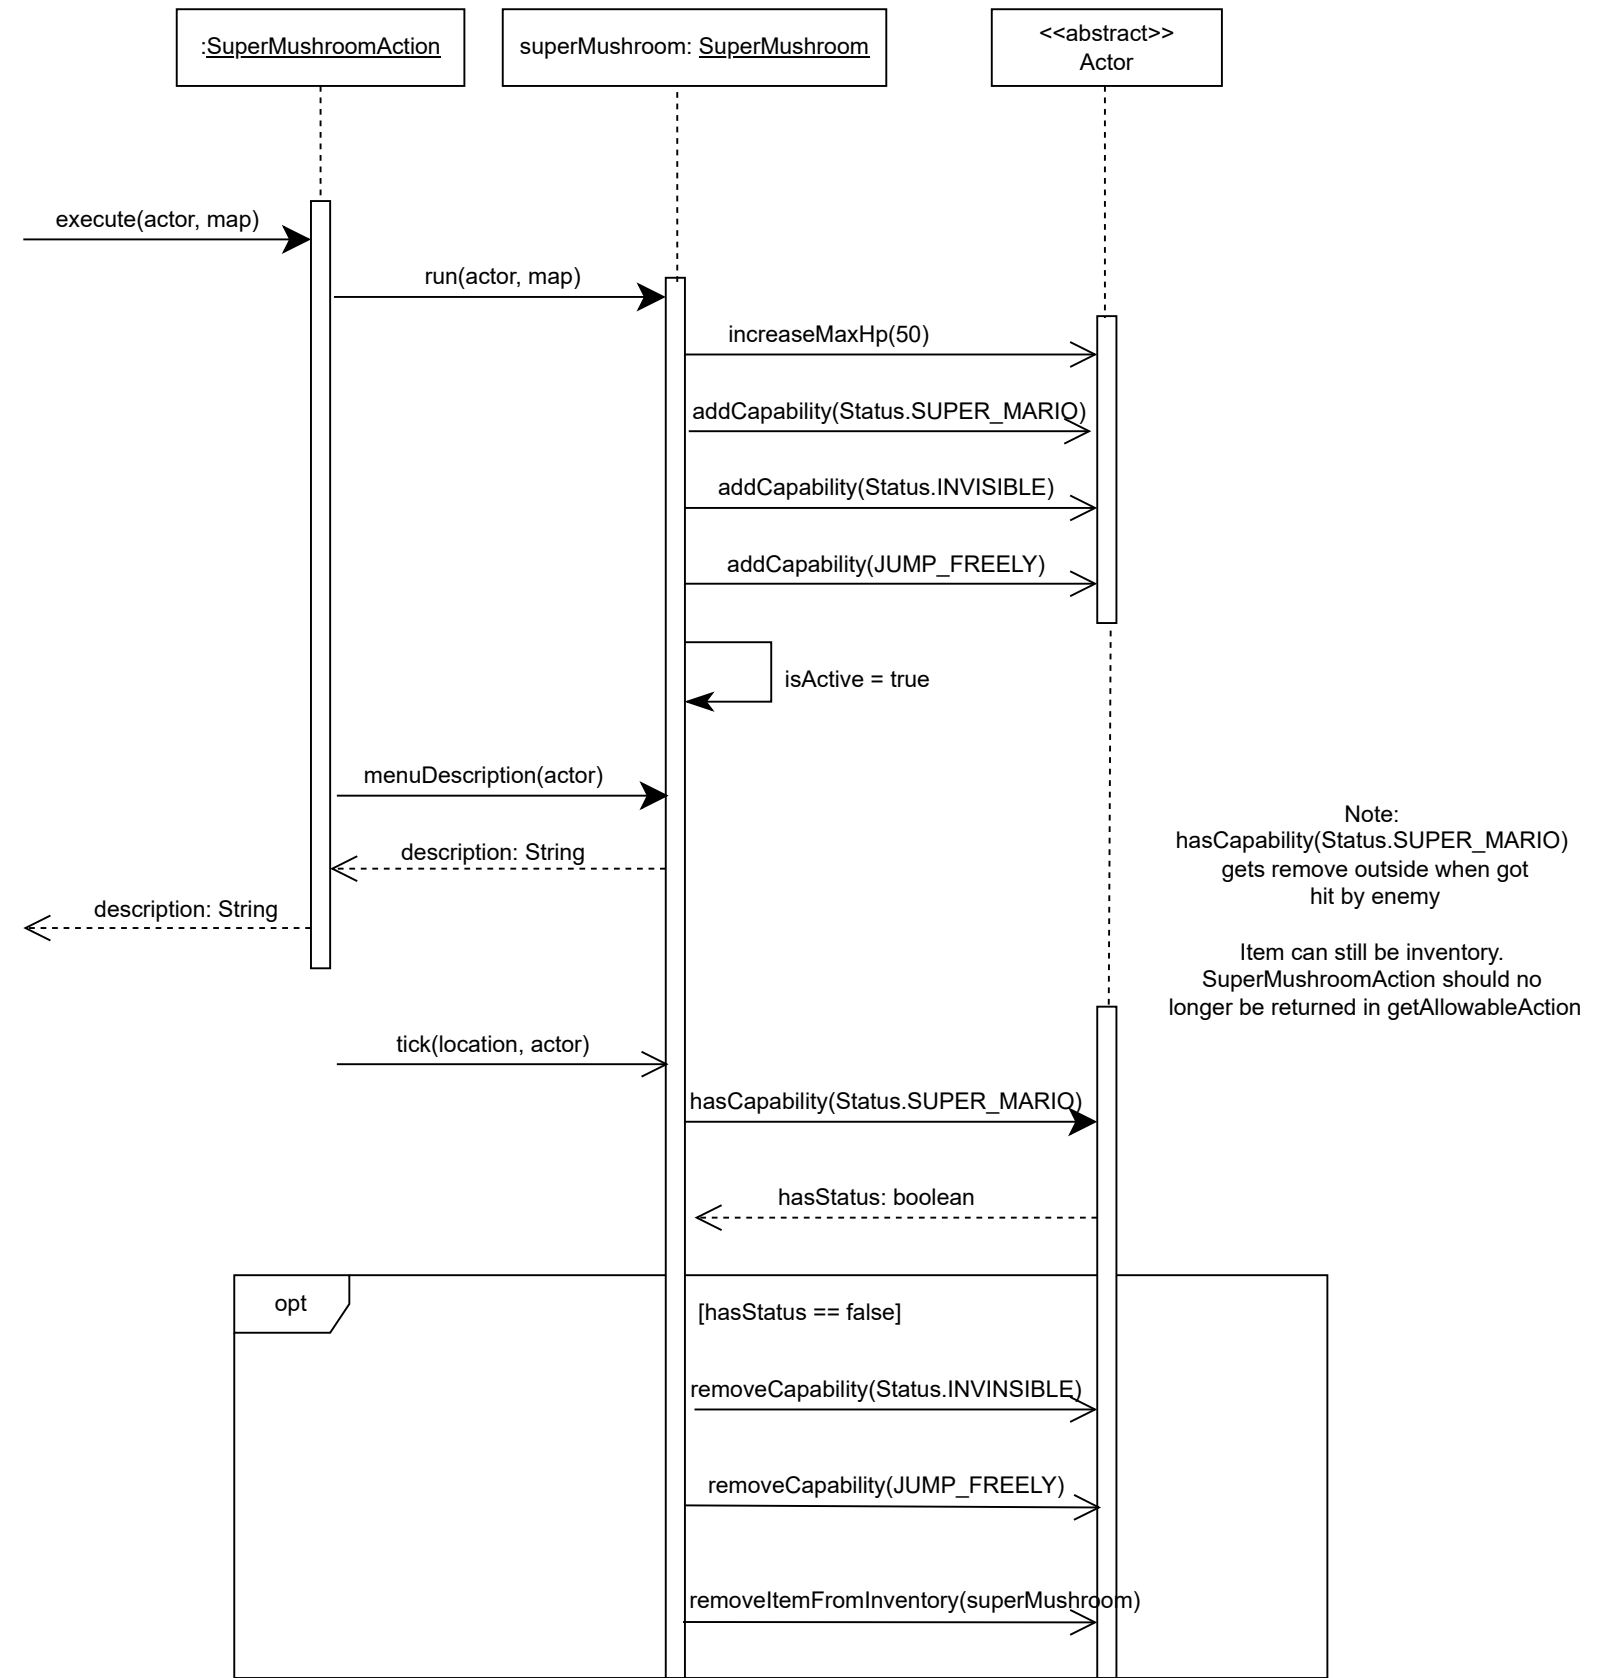 :SuperMushroomAction
superMushroom: SuperMushroom
<<abstract>>
Actor
execute(actor, map)
run(actor, map)
increaseMaxHp(50)
addCapability(Status.SUPER_MARIO)
addCapability(Status.INVISIBLE)
addCapability(JUMP_FREELY)
isActive = true
menuDescription(actor)
description: String
description: String
Note:
hasCapability(Status.SUPER_MARIO)
gets remove outside when got
hit by enemy
Item can still be inventory.
SuperMushroomAction should no
longer be returned in getAllowableAction
tick(location, actor)
hasCapability(Status.SUPER_MARIO)
hasStatus: boolean
opt
[hasStatus == false]
removeCapability(Status.INVINSIBLE)
removeCapability(JUMP_FREELY)
removeItemFromInventory(superMushroom)